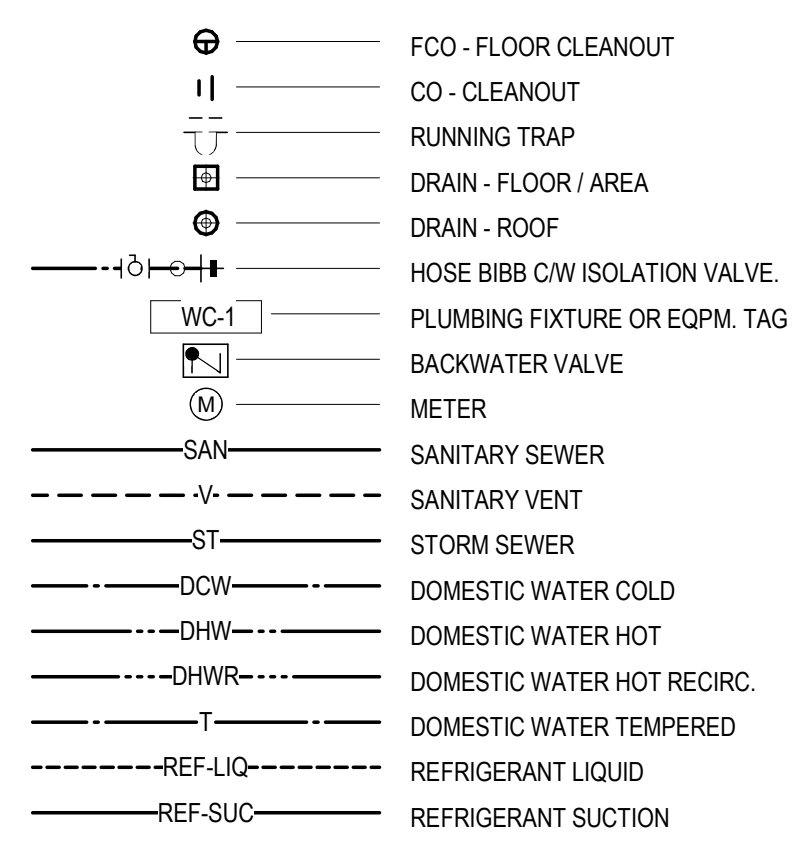 FCO - FLOOR CLEANOUT
CO - CLEANOUT
RUNNING TRAP
DRAIN - FLOOR / AREA
DRAIN - ROOF
HOSE BIBB C/W ISOLATION VALVE.
WC-1 PLUMBING FIXTURE OR EQPM. TAG
BACKWATER VALVE
M METER
SAN SANITARY SEWER
V SANITARY VENT
ST STORM SEWER
DCW DOMESTIC WATER COLD
DHW DOMESTIC WATER HOT
DHWR DOMESTIC WATER HOT RECIRC.
T DOMESTIC WATER TEMPERED
REF-LIQ REFRIGERANT LIQUID
REF-SUC REFRIGERANT SUCTION